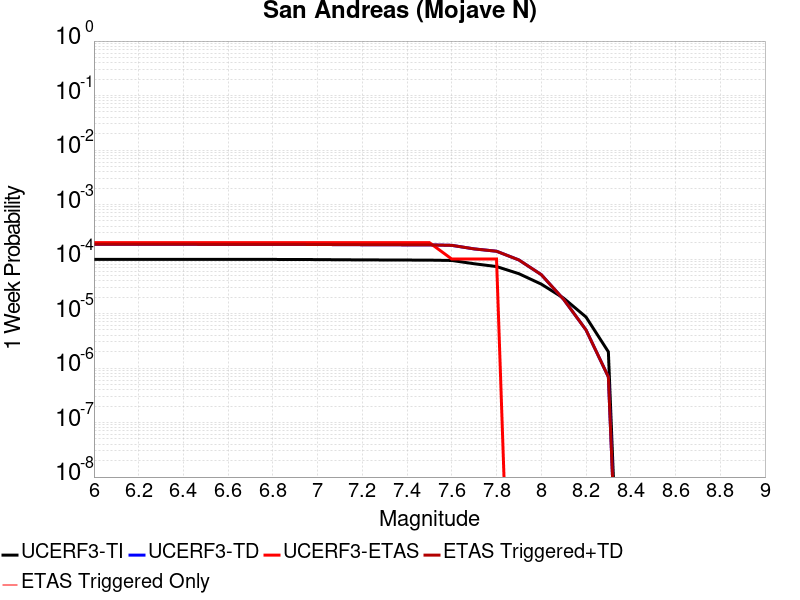 San Andreas (Mojave N)
10^0
10^-1
10^-2
10^-3
10^-4
10^-5
10^-6
10^-7
10^-8
1 Week Probability
6 6.2 6.4 6.6 6.8 7 7.2 7.4 7.6 7.8 8 8.2 8.4 8.6 8.8 9
Magnitude
UCERF3-TI UCERF3-TD UCERF3-ETAS ETAS Triggered+TD
ETAS Triggered Only